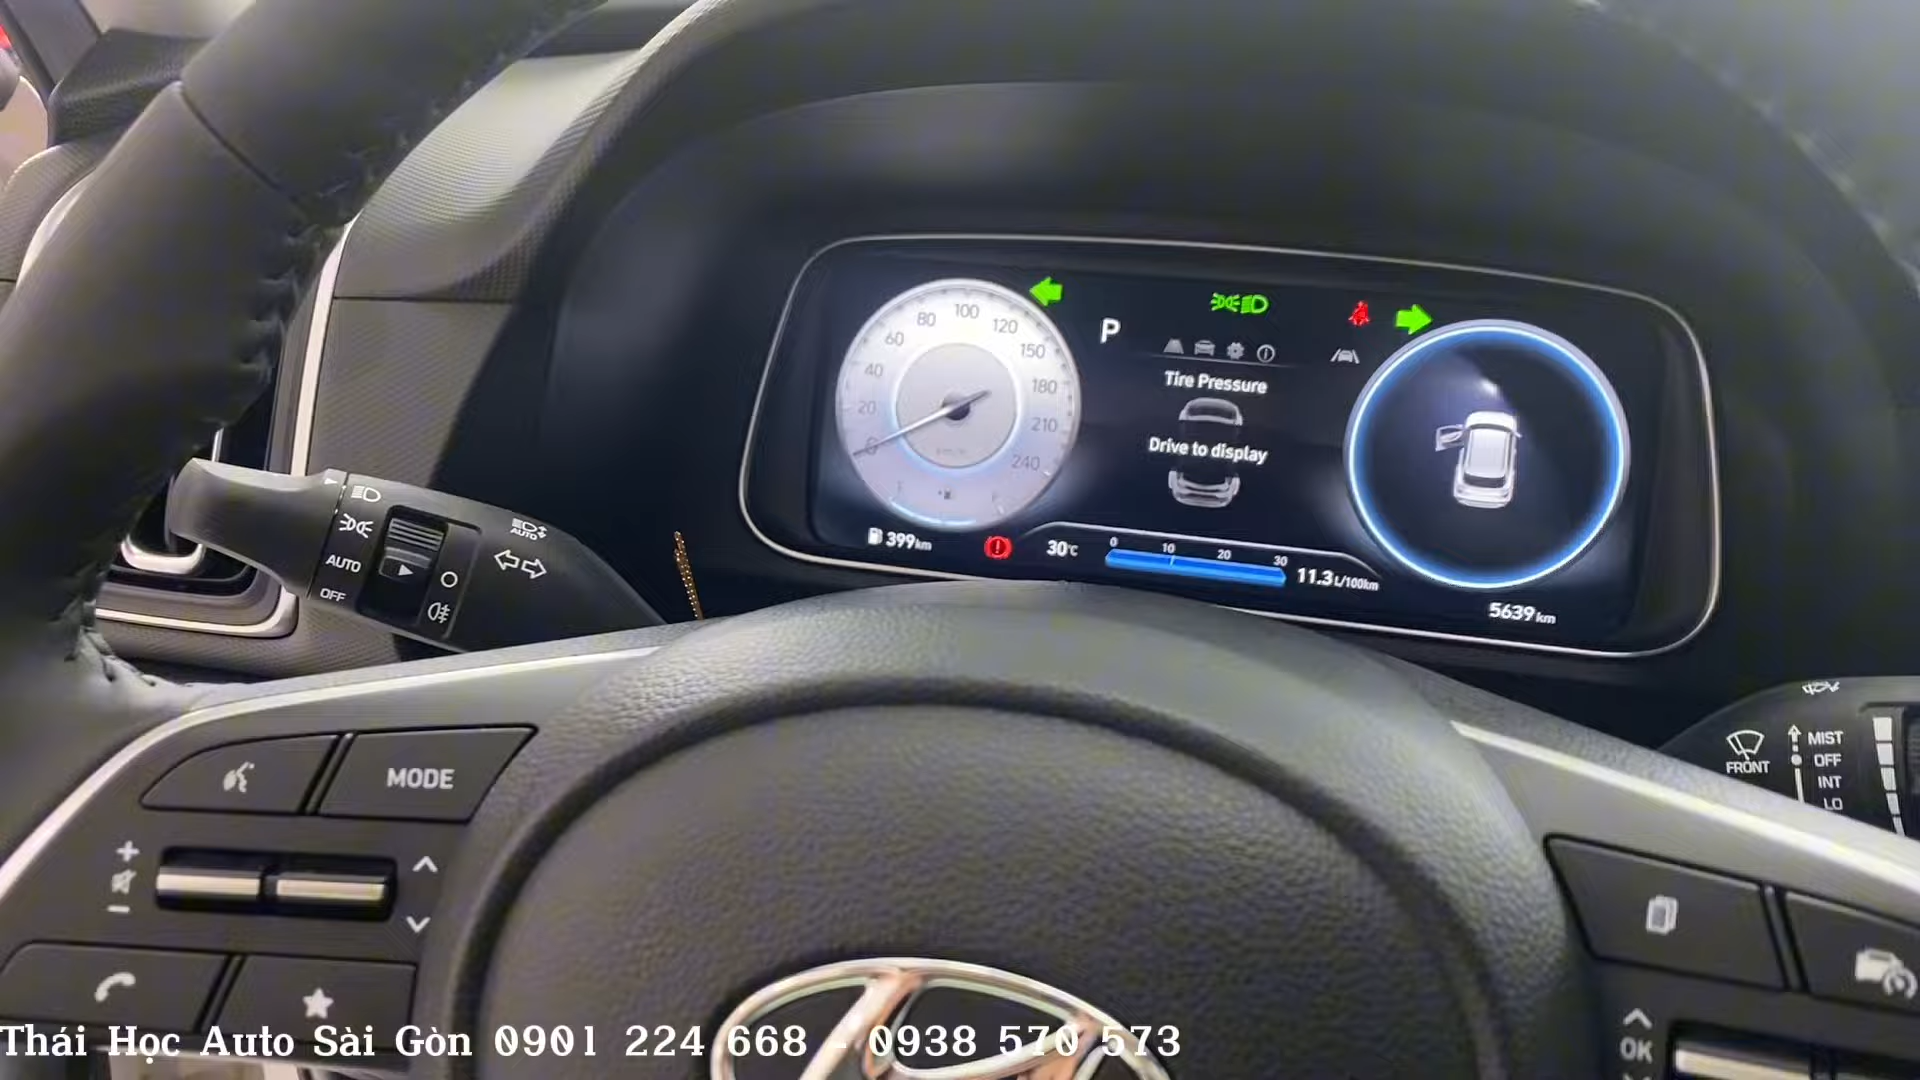 100
80
120
60
150
40
180
20
210
0
240
P
Tire Pressure
Drive to display
399km
30°C
0 10 20 30
11.3L/100km
5639km
AUTO
AUTO
OFF
MODE
FRONT
MIST
OFF
INT
LO
OK
Thái Học Auto Sài Gòn 0901 224 668 - 0938 570 573